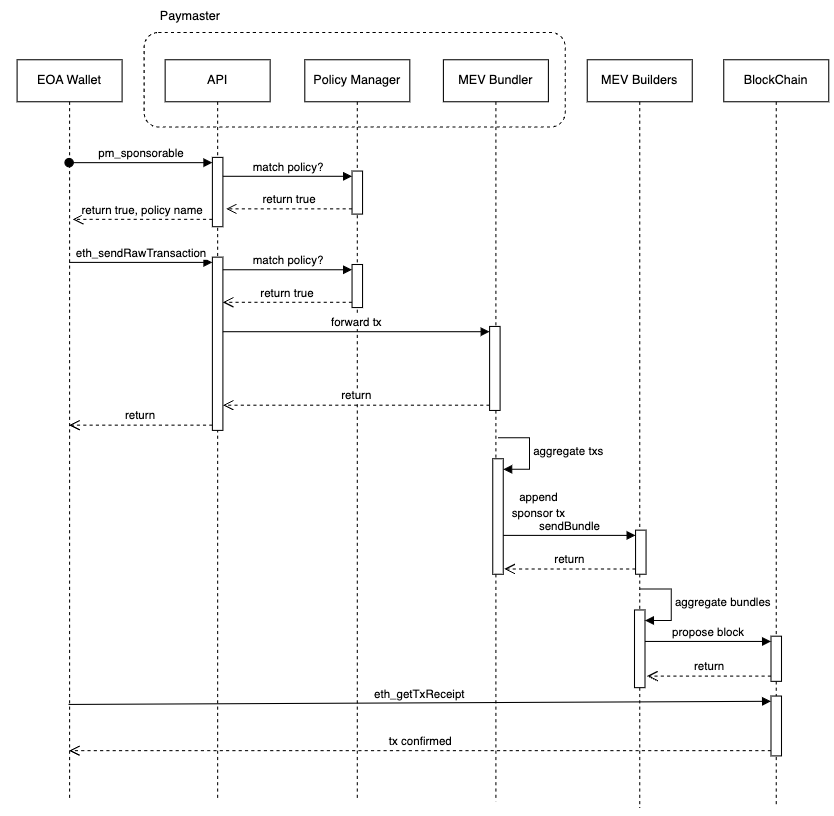 Paymaster
EOA Wallet
API
Policy Manager
MEV Bundler
MEV Builders
BlockChain
pm_sponsorable
match policy?
return true
return true, policy name
eth_sendRawTransaction
match policy?
return true
forward tx
return
return
aggregate txs
append
sponsor tx
sendBundle
return
aggregate bundles
propose block
return
eth_getTxReceipt
tx confirmed